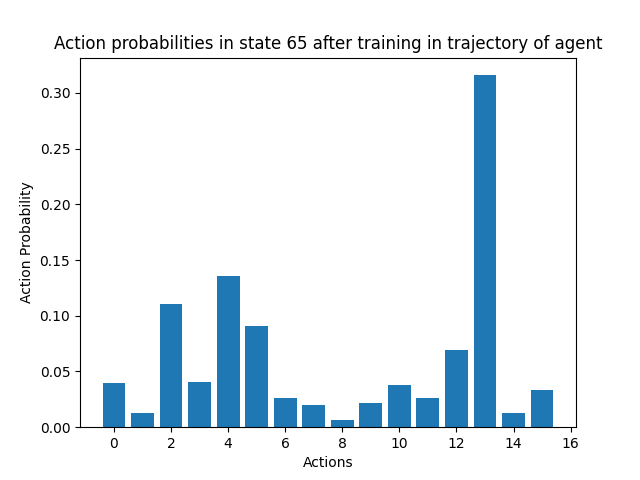 Action probabilities in state 65 after training in trajectory of agent
0.30
0.25
0.20
0.15
0.10
0.05
0.00
Action Probability
0 2 4 6 8 10 12 14 16
Actions